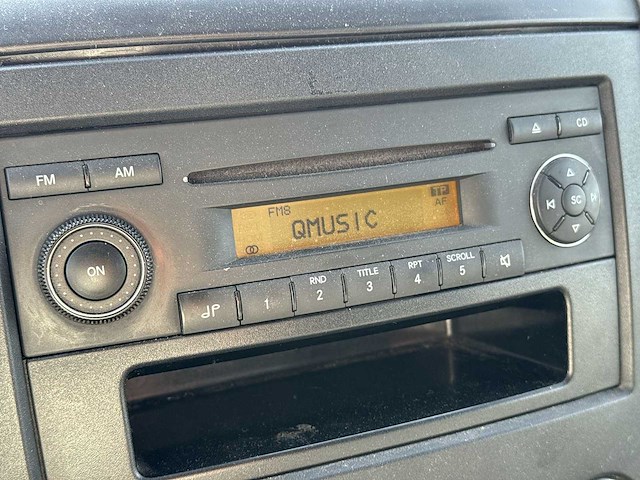 CD
FM AM
FM8 TP
AF
QMUSIC
SC
ON
1
RND
2
TITLE
3
RPT
4
SCROLL
5